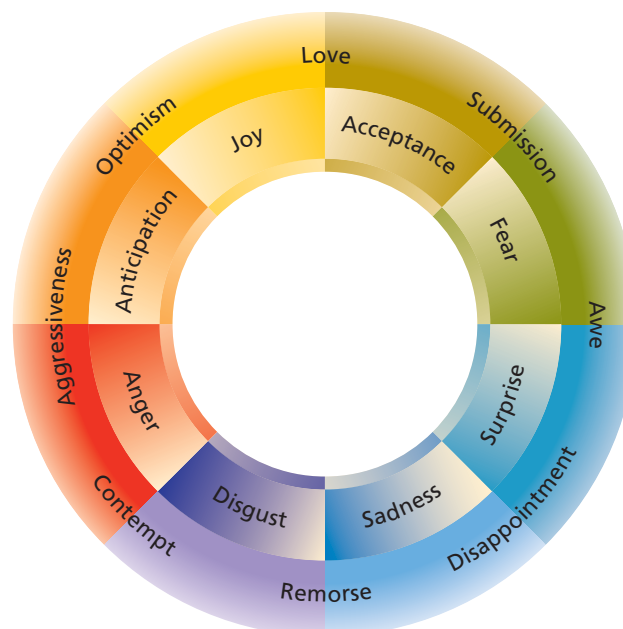 Love
Submission
Awe
Disappointment
Remorse
Contempt
Aggressiveness
Optimism
Joy
Acceptance
Fear
Surprise
Sadness
Disgust
Anger
Anticipation